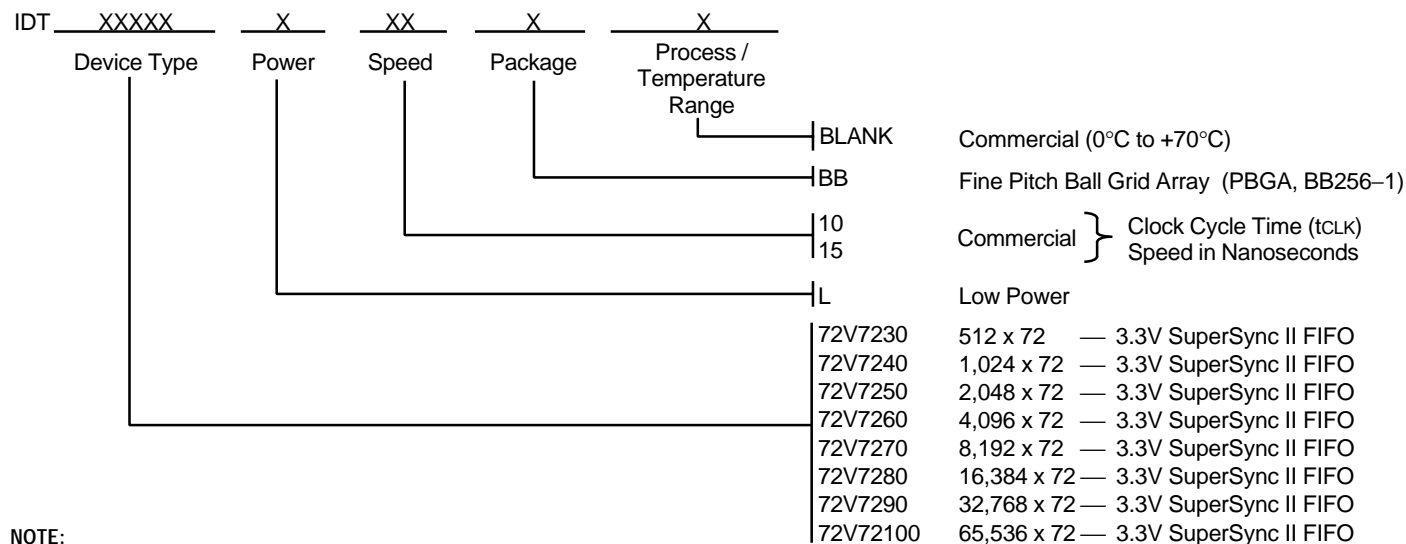 IDT XXXXX X XX X X
Device Type Power Speed Package Process /
Temperature
Range
BLANK Commercial (0°C to +70°C)
BB Fine Pitch Ball Grid Array (PBGA, BB256–1)
10
15
Commercial } Clock Cycle Time (tCLK)
Speed in Nanoseconds
L Low Power
72V7230 512 x 72 — 3.3V SuperSync II FIFO
72V7240 1,024 x 72 — 3.3V SuperSync II FIFO
72V7250 2,048 x 72 — 3.3V SuperSync II FIFO
72V7260 4,096 x 72 — 3.3V SuperSync II FIFO
72V7270 8,192 x 72 — 3.3V SuperSync II FIFO
72V7280 16,384 x 72 — 3.3V SuperSync II FIFO
72V7290 32,768 x 72 — 3.3V SuperSync II FIFO
72V72100 65,536 x 72 — 3.3V SuperSync II FIFO
NOTE: